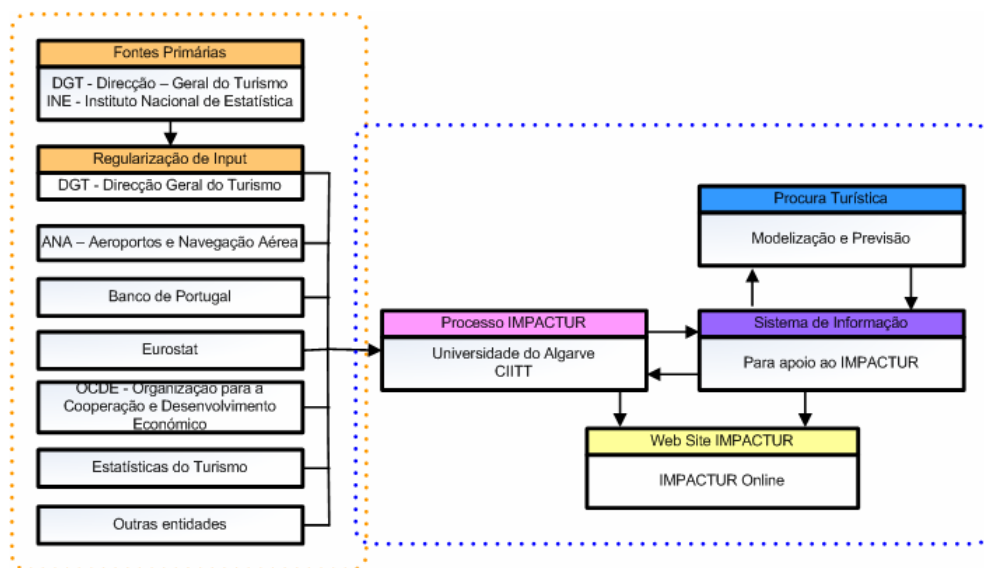 Fontes Primárias
DGT - Direcção – Geral do Turismo
INE - Instituto Nacional de Estatística
Regularização de Input
DGT - Direcção Geral do Turismo
ANA – Aeroportos e Navegação Aérea
Banco de Portugal
Eurostat
OCDE - Organização para a
Cooperação e Desenvolvimento
Económico
Estatísticas do Turismo
Outras entidades
Processo IMPACTUR
Universidade do Algarve
CIITT
Procura Turística
Modelização e Previsão
Sistema de Informação
Para apoio ao IMPACTUR
Web Site IMPACTUR
IMPACTUR Online